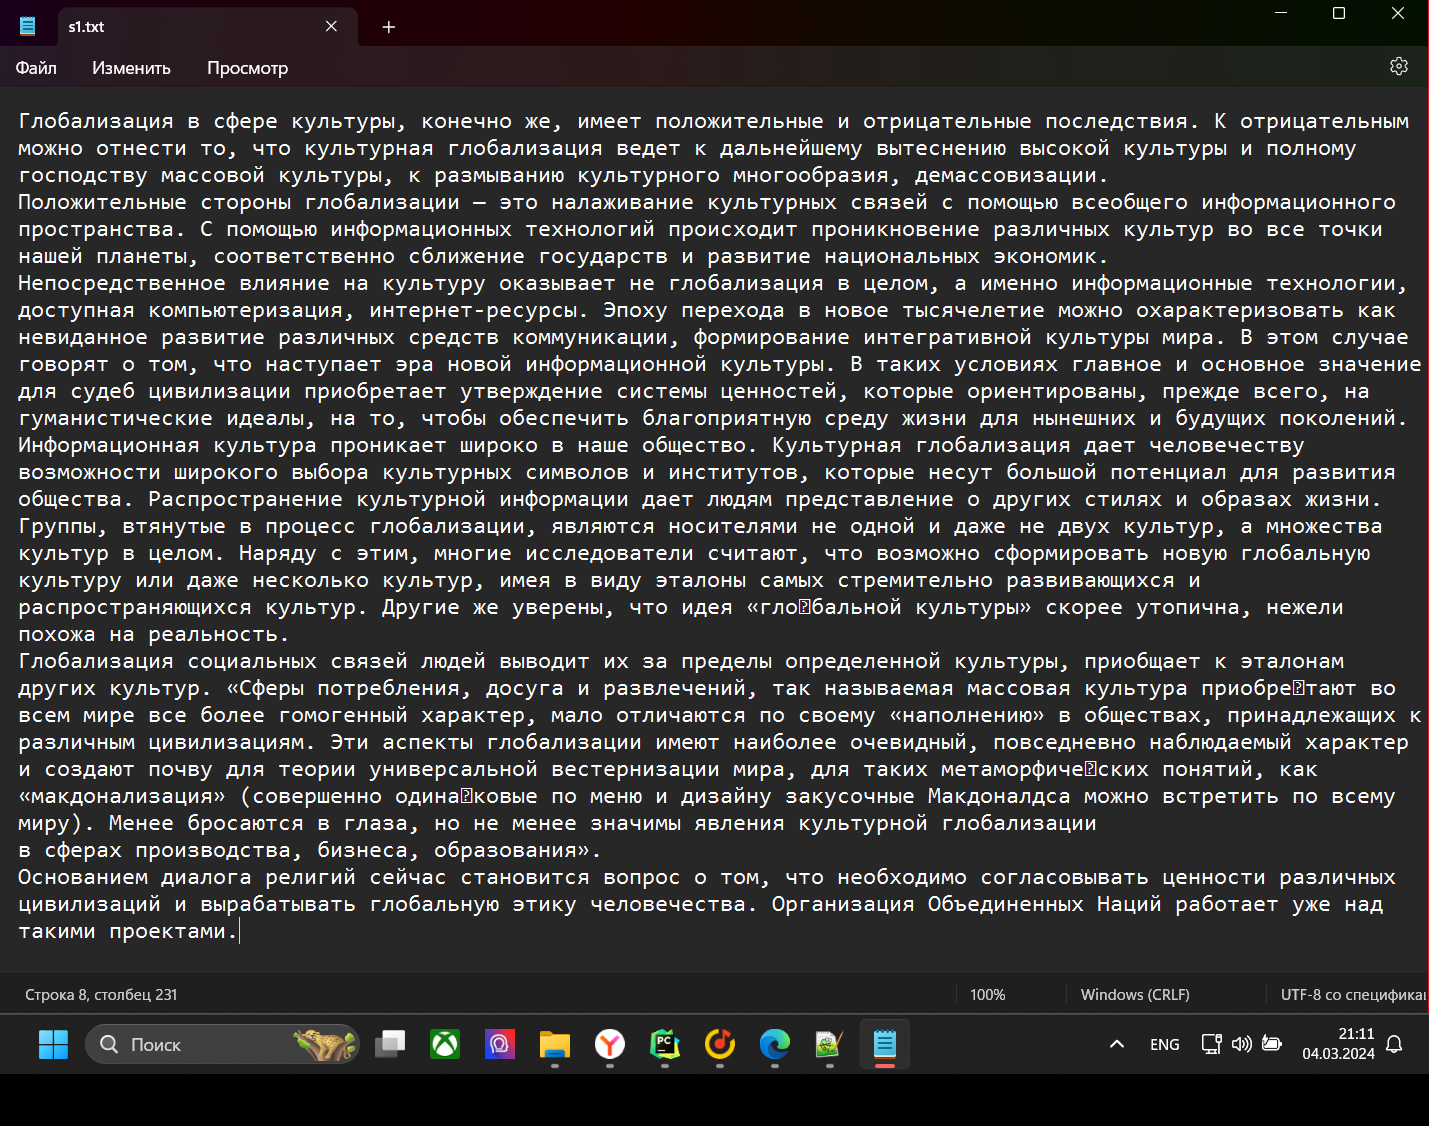 s1.txt
Файл Изменить Просмотр
Глобализация в сфере культуры, конечно же, имеет положительные и отрицательные последствия. К отрицательным
можно отнести то, что культурная глобализация ведет к дальнейшему вытеснению высокой культуры и полному
господству массовой культуры, к размыванию культурного многообразия, демассовизации.
Положительные стороны глобализации – это налаживание культурных связей с помощью всеобщего информационного
пространства. С помощью информационных технологий происходит проникновение различных культур во все точки
нашей планеты, соответственно сближение государств и развитие национальных экономик.
Непосредственное влияние на культуру оказывает не глобализация в целом, а именно информационные технологии,
доступная компьютеризация, интернет-ресурсы. Эпоху перехода в новое тысячелетие можно охарактеризовать как
невиданное развитие различных средств коммуникации, формирование интегративной культуры мира. В этом случае
говорят о том, что наступает эра новой информационной культуры. В таких условиях главное и основное значение
для судеб цивилизации приобретает утверждение системы ценностей, которые ориентированы, прежде всего, на
гуманистические идеалы, на то, чтобы обеспечить благоприятную среду жизни для нынешних и будущих поколений.
Информационная культура проникает широко в наше общество. Культурная глобализация дает человечеству
возможности широкого выбора культурных символов и институтов, которые несут большой потенциал для развития
общества. Распространение культурной информации дает людям представление о других стилях и образах жизни.
Группы, втянутые в процесс глобализации, являются носителями не одной и даже не двух культур, а множества
культур в целом. Наряду с этим, многие исследователи считают, что возможно сформировать новую глобальную
культуру или даже несколько культур, имея в виду эталоны самых стремительно развивающихся и
распространяющихся культур. Другие же уверены, что идея «гло⍰бальной культуры» скорее утопична, нежели
похожа на реальность.
Глобализация социальных связей людей выводит их за пределы определенной культуры, приобщает к эталонам
других культур. «Сферы потребления, досуга и развлечений, так называемая массовая культура приобре⍰тают во
всем мире все более гомогенный характер, мало отличаются по своему «наполнению» в обществах, принадлежащих к
различным цивилизациям. Эти аспекты глобализации имеют наиболее очевидный, повседневно наблюдаемый характер
и создают почву для теории универсальной вестернизации мира, для таких метаморфиче⍰ских понятий, как
«макдонализация» (совершенно одина⍰ковые по меню и дизайну закусочные Макдоналдса можно встретить по всему
миру). Менее бросаются в глаза, но не менее значимы явления культурной глобализации
в сферах производства, бизнеса, образования».
Основанием диалога религий сейчас становится вопрос о том, что необходимо согласовывать ценности различных
цивилизаций и вырабатывать глобальную этику человечества. Организация Объединенных Наций работает уже над
такими проектами.
Строка 8, столбец 231 100% Windows (CRLF) UTF-8 со специфика
Поиск PC ENG 21:11
04.03.2024